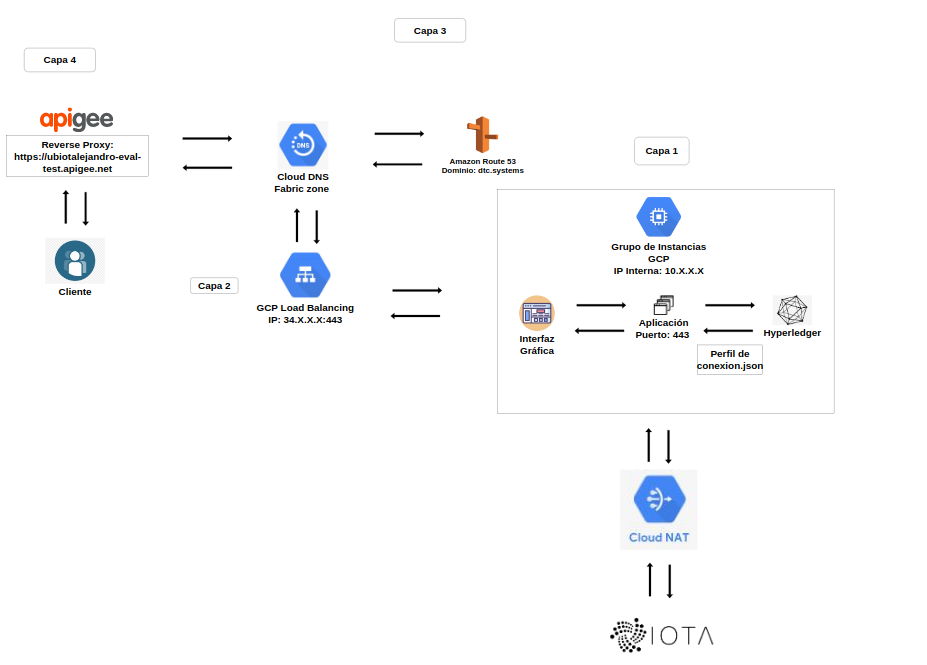 Capa 3
Capa 4
apigee
Reverse Proxy:
https://ubiotalejandro-eval-
test.apigee.net
Cliente
DNS
Cloud DNS
Fabric zone
Amazon Route 53
Dominio: dtc.systems
Capa 2
GCP Load Balancing
IP: 34.X.X.X:443
Capa 1
Grupo de Instancias
GCP
IP Interna: 10.X.X.X
Interfaz
Gráfica
Aplicación
Puerto: 443
Hyperledger
Perfil de
conexion.json
Cloud NAT
IOTA